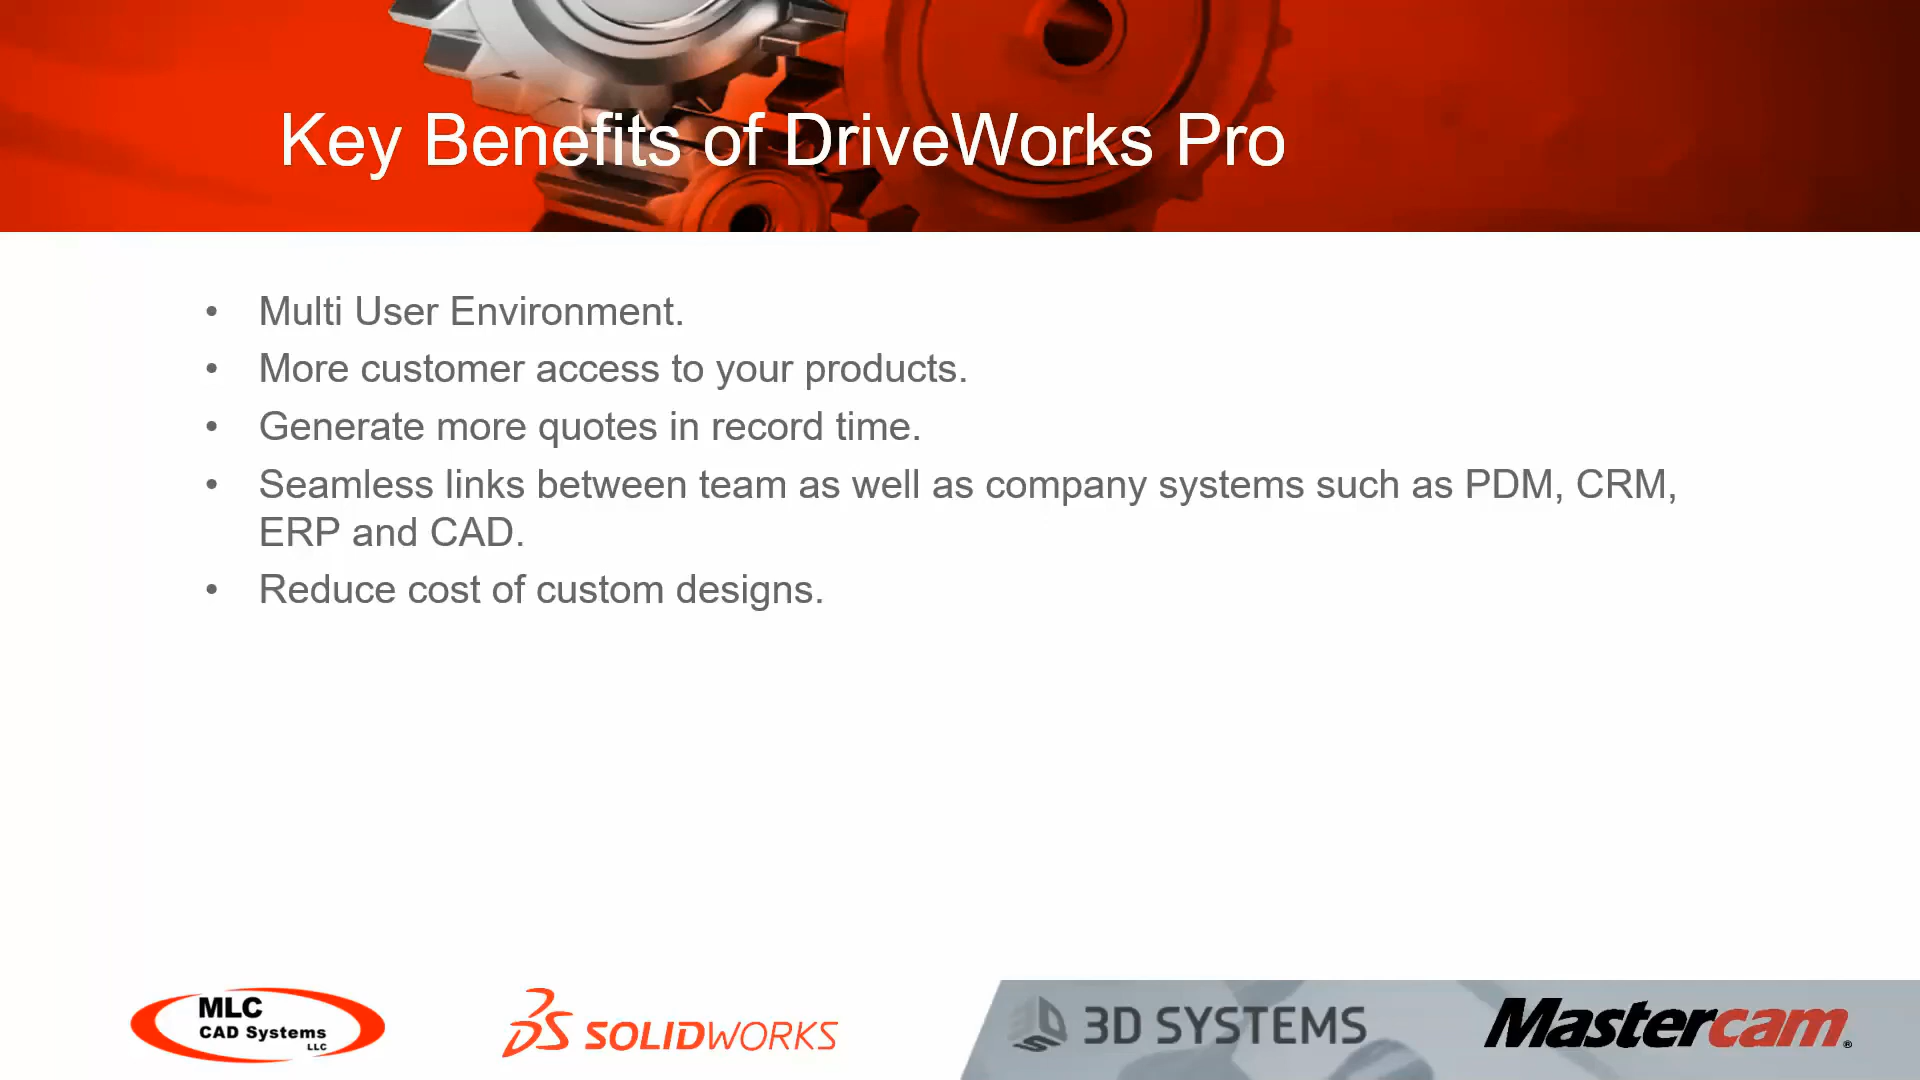 Key Benefits of DriveWorks Pro
• Multi User Environment.
• More customer access to your products.
• Generate more quotes in record time.
• Seamless links between team as well as company systems such as PDM, CRM,
ERP and CAD.
• Reduce cost of custom designs.
MLC
CAD Systems
LLC
3DS SOLIDWORKS
3D SYSTEMS
Mastercam®